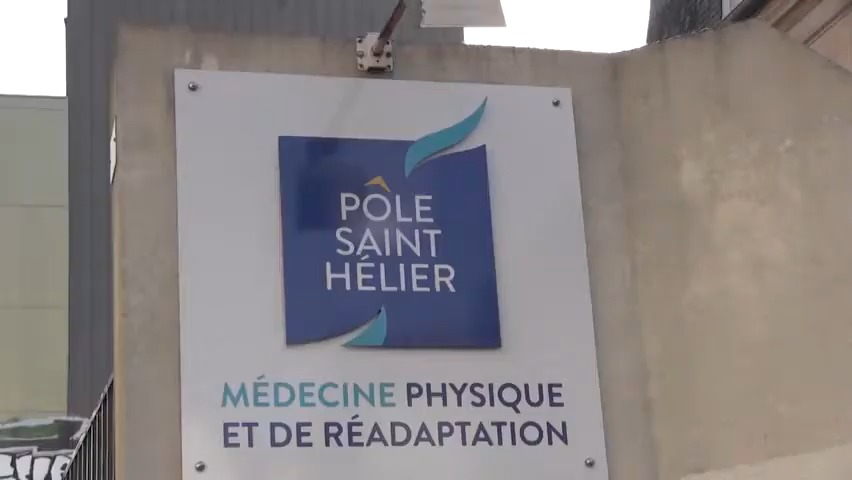 PÔLE
SAINT
HÉLIER
MÉDECINE PHYSIQUE
ET DE RÉADAPTATION